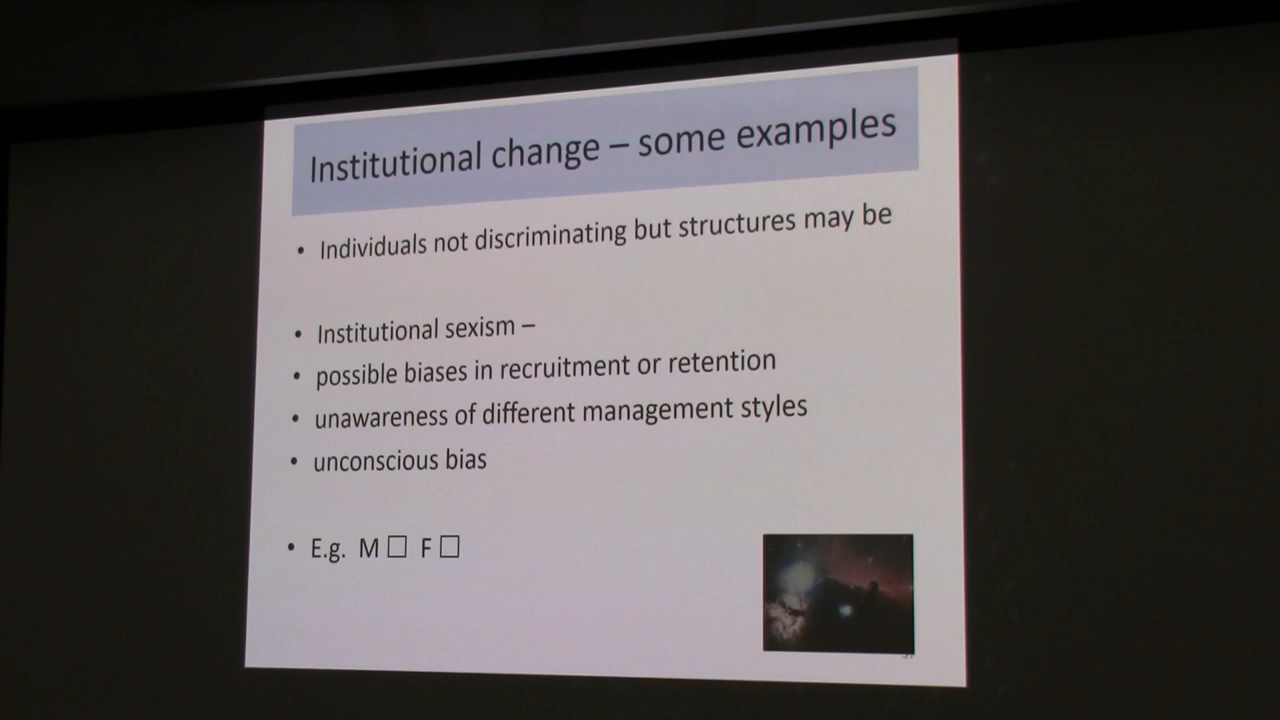 Institutional change – some examples
• Individuals not discriminating but structures may be
• Institutional sexism –
• possible biases in recruitment or retention
• unawareness of different management styles
• unconscious bias
• E.g. M ☐ F ☐